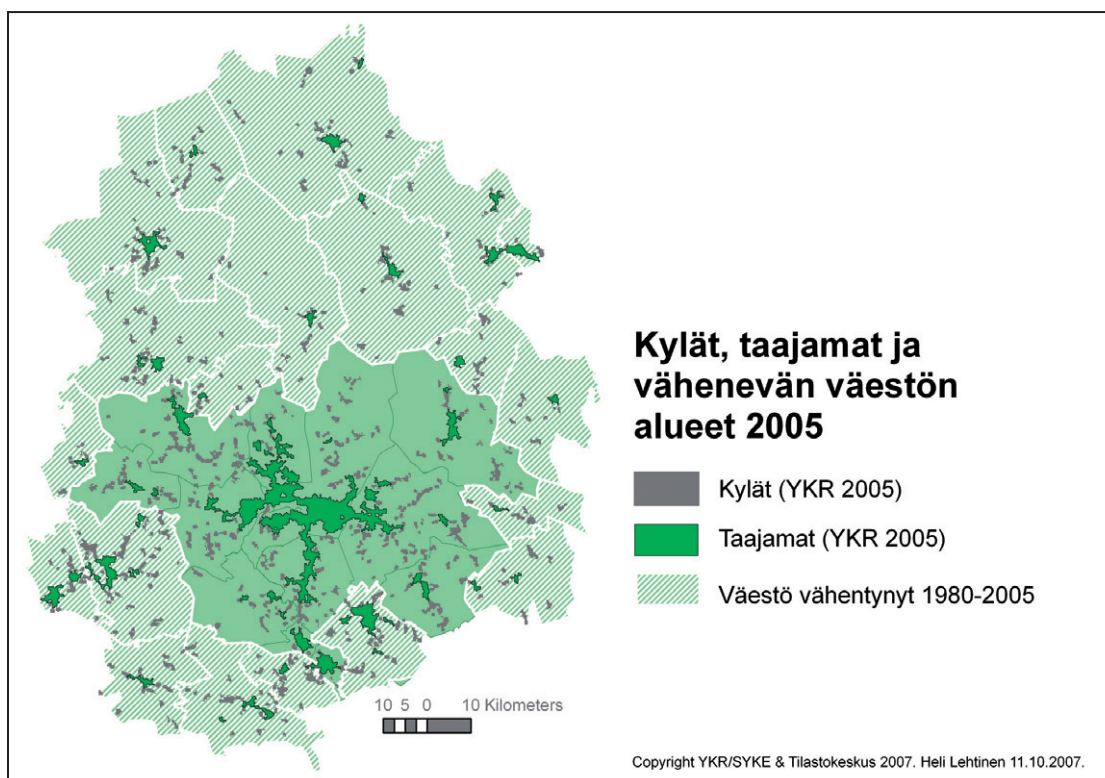 Kylät, taajamat ja
vähenevän väestön
alueet 2005
Kylät (YKR 2005)
Taajamat (YKR 2005)
Väestö vähentynyt 1980-2005
10 5 0 10 Kilometers
Copyright YKR/SYKE & Tilastokeskus 2007. Heli Lehtinen 11.10.2007.